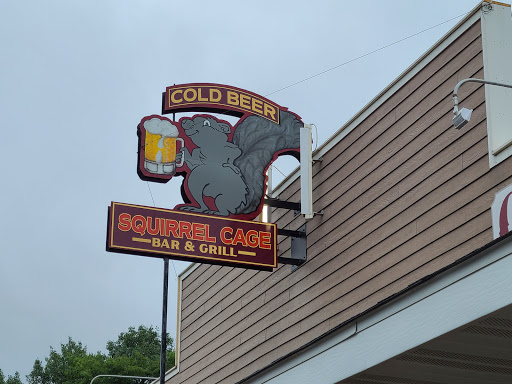 COLD BEER
SQUIRREL CAGE
BAR & GRILL